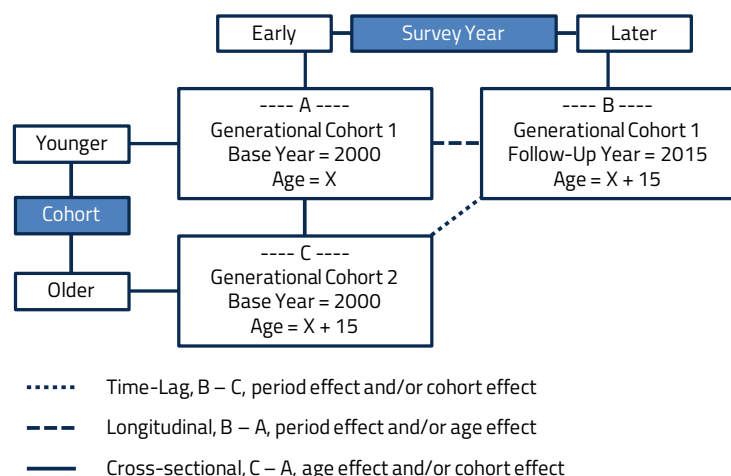 Early
Survey Year
Later
---- A ----
Generational Cohort 1
Base Year = 2000
Age = X
---- B ----
Generational Cohort 1
Follow-Up Year = 2015
Age = X + 15
Younger
Cohort
Older
---- C ----
Generational Cohort 2
Base Year = 2000
Age = X + 15
Time-Lag, B – C, period effect and/or cohort effect
Longitudinal, B – A, period effect and/or age effect
Cross-sectional, C – A, age effect and/or cohort effect